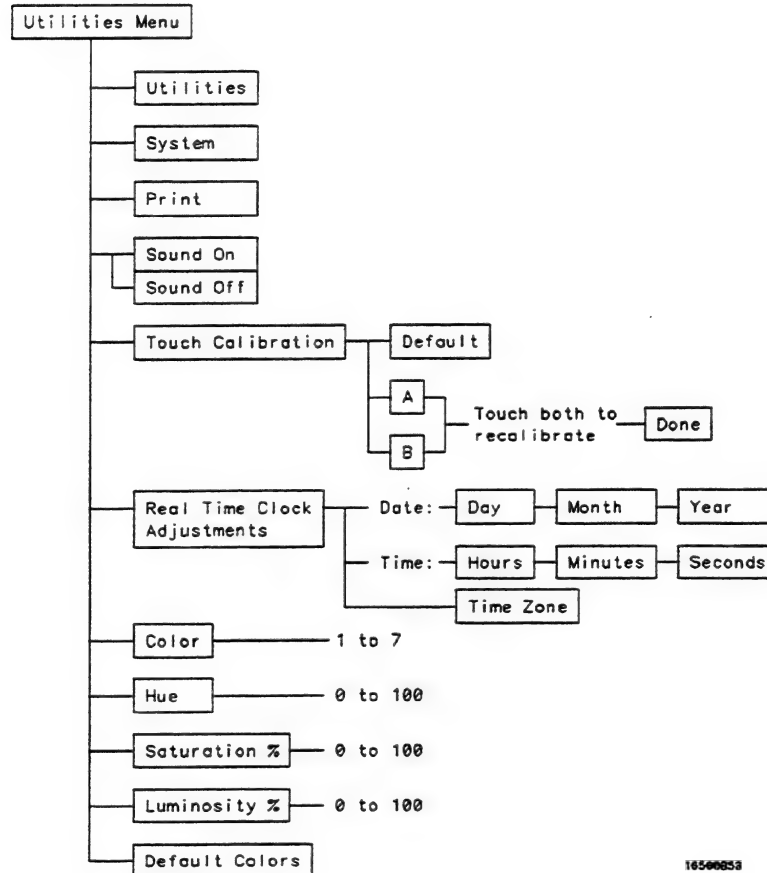 Utilities Menu
Utilities
System
Print
Sound On
Sound Off
Touch Calibration
Default
A
B
Touch both to
recalibrate
Done
Real Time Clock
Adjustments
Date:
Day
Month
Year
Time:
Hours
Minutes
Seconds
Time Zone
Color
1 to 7
Hue
0 to 100
Saturation %
0 to 100
Luminosity %
0 to 100
Default Colors